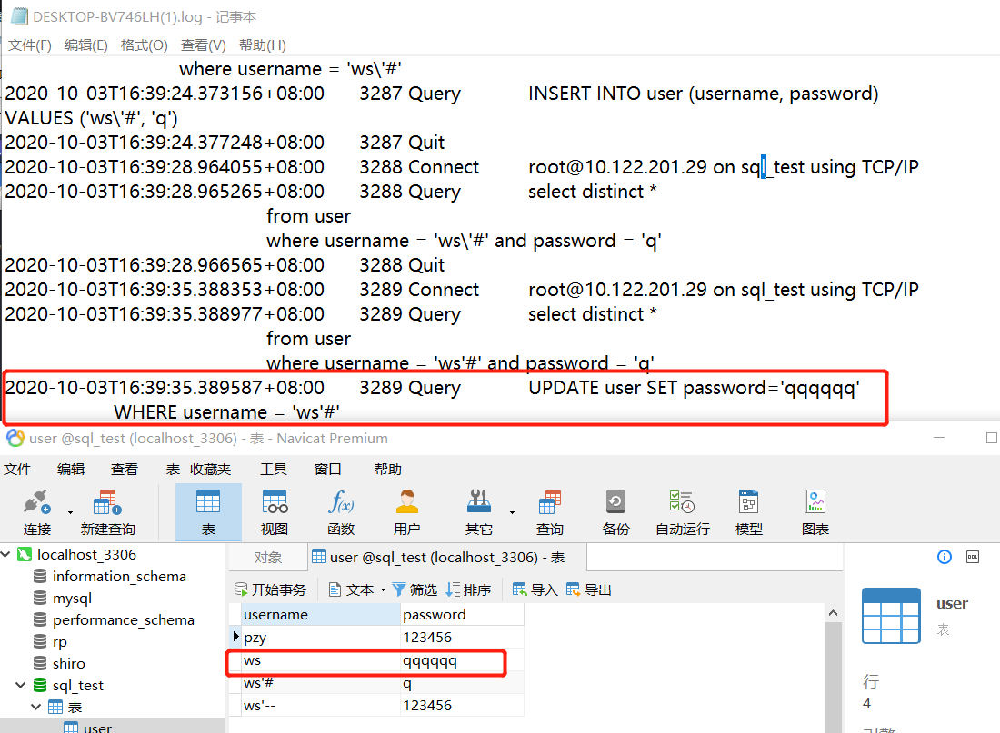 DESKTOP-BV746LH(1).log - 记事本
文件(F) 编辑(E) 格式(O) 查看(V) 帮助(H)
where username = 'ws\'#'
2020-10-03T16:39:24.373156+08:00 3287 Query INSERT INTO user (username, password)
VALUES ('ws\'#', 'q')
2020-10-03T16:39:24.377248+08:00 3287 Quit
2020-10-03T16:39:28.964055+08:00 3288 Connect root@10.122.201.29 on sql_test using TCP/IP
2020-10-03T16:39:28.965265+08:00 3288 Query select distinct *
from user
where username = 'ws\'#' and password = 'q'
2020-10-03T16:39:28.966565+08:00 3288 Quit
2020-10-03T16:39:35.388353+08:00 3289 Connect root@10.122.201.29 on sql_test using TCP/IP
2020-10-03T16:39:35.388977+08:00 3289 Query select distinct *
from user
where username = 'ws'#' and password = 'q'
2020-10-03T16:39:35.389587+08:00 3289 Query UPDATE user SET password='qqqqqq'
WHERE username = 'ws'#'
user @sql_test (localhost_3306) - 表 - Navicat Premium
文件 编辑 查看 表 收藏夹 工具 窗口 帮助
连接 新建查询 表 视图 函数 用户 其它 查询 备份 自动运行 模型 图表
localhost_3306
information_schema
mysql
performance_schema
rp
shiro
sql_test
表
user
对象 user @sql_test (localhost_3306) - 表
开始事务 文本 筛选 排序 导入 导出
username password
pzy 123456
ws qqqqqq
ws'# q
ws'-- 123456
DDL
user
表
行
4